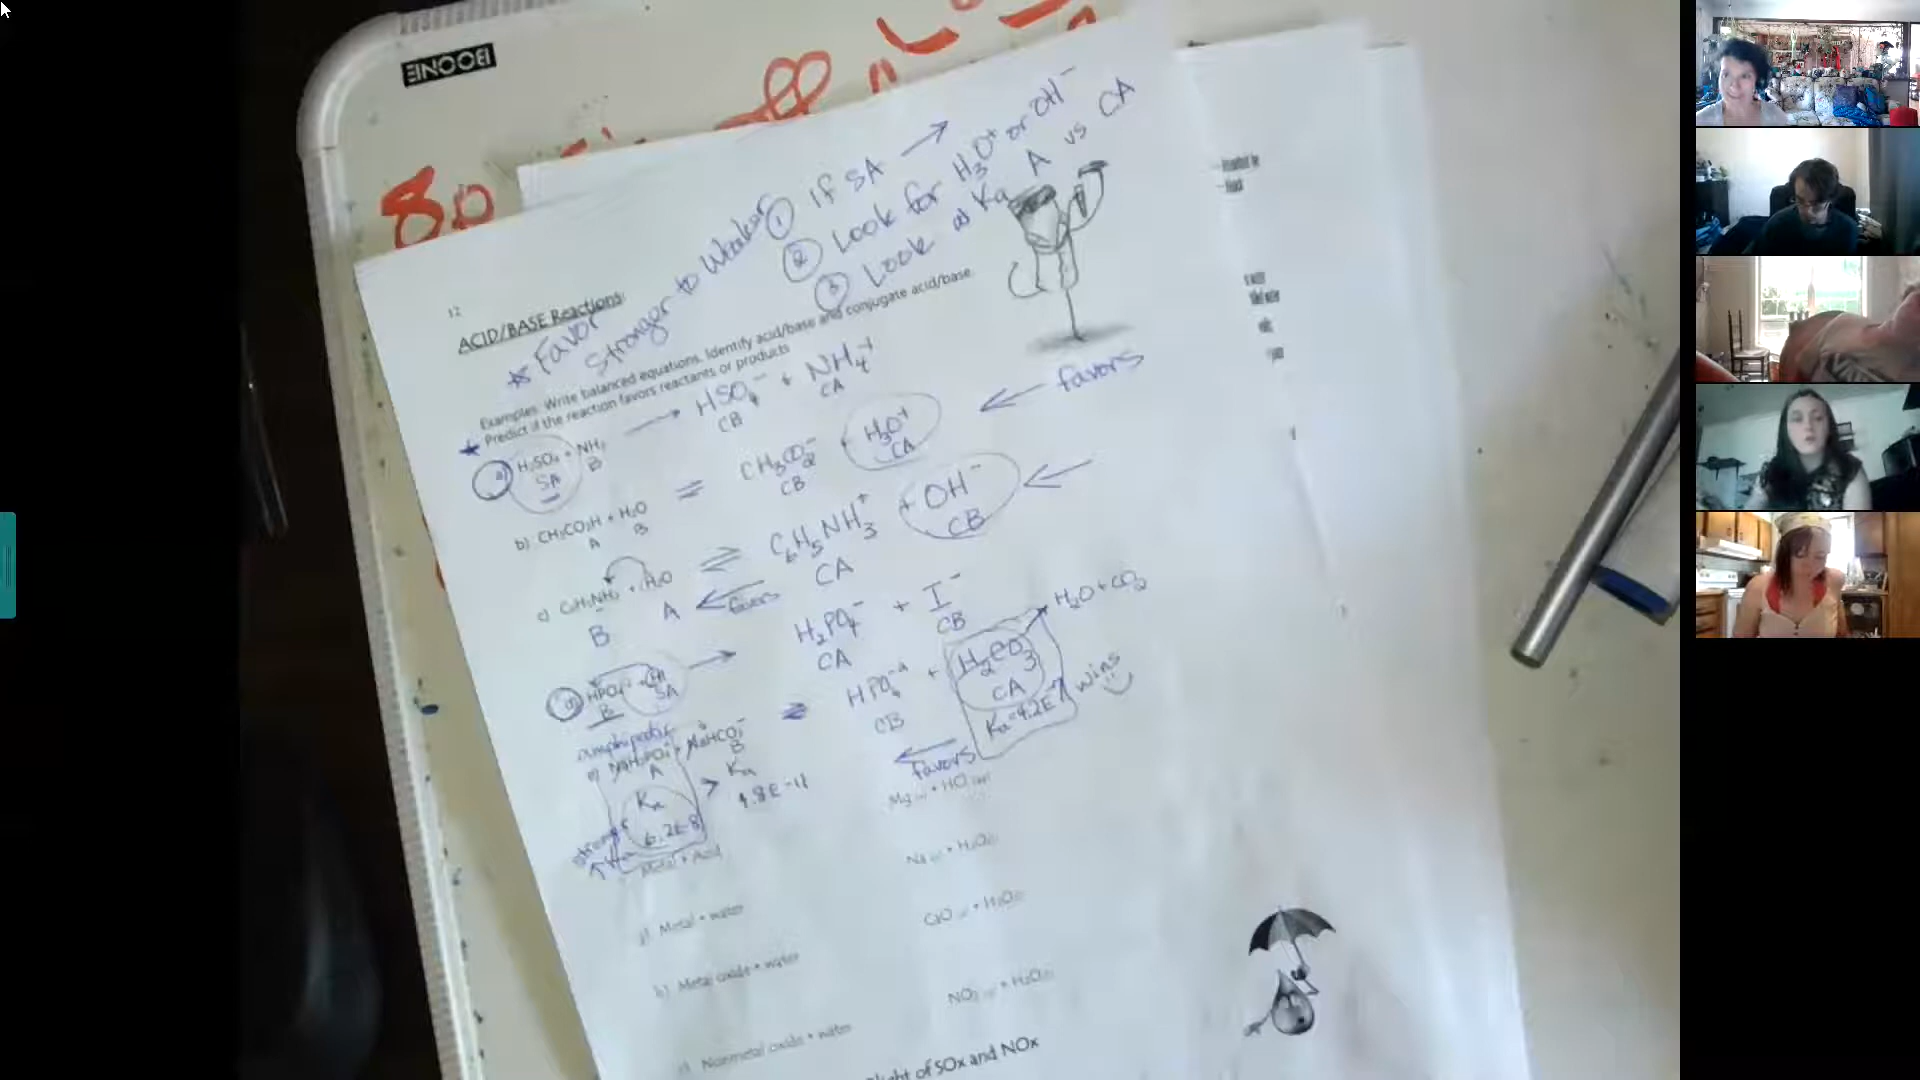 BOONE
80
* Favor Stronger to Weaker
① If SA →
② Look for H₃O⁺ or OH⁻
③ Look @ Ka A vs CA
12
ACID/BASE Reactions:
Examples: Write balanced equations. Identify acid/base and conjugate acid/base.
* Predict if the reaction favors reactants or products
a) H₂SO₄ + NH₃ → HSO₄⁻ + NH₄⁺
SA B CB CA
b) CH₃CO₂H + H₂O ⇌ CH₃CO₂⁻ + H₃O⁺ ← favors
A B CB CA
c) C₆H₅NH₂ + H₂O ⇌ C₆H₅NH₃⁺ + OH⁻ ←
B A CA CB
← favors
d) HPO₄²⁻ + HI → H₂PO₄⁻ + I⁻
B SA CA CB
amphipotic
e) NaH₂PO₄ + NaHCO₃ ⇌ HPO₄ + H₂CO₃ → H₂O + CO₂
A B CB CA
Ka 6.2E-8 > Ka 4.8E-11
Ka = 4.2E-7 wins
← favors
stronger
Metal + Acid Mg + HCl
g) Metal + water Na + H₂O
h) Metal oxide + water CaO + H₂O
i) Nonmetal oxide + water NO₂ + H₂O
of SOx and NOx